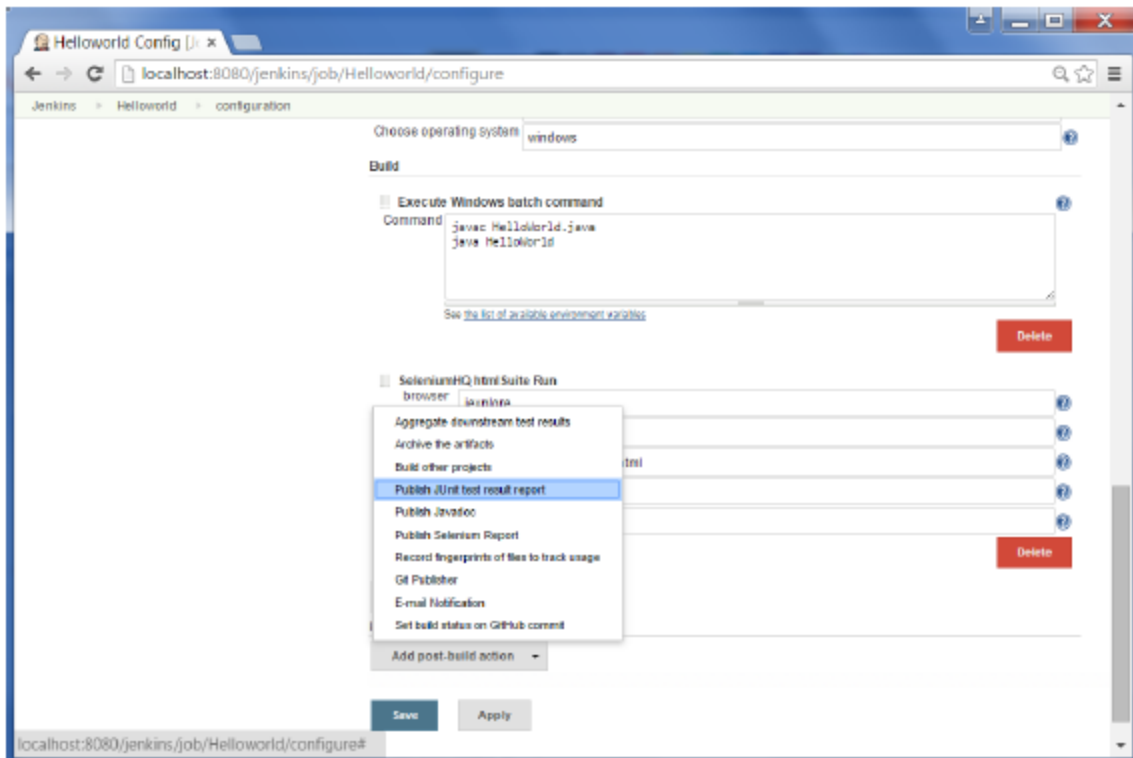 Helloworld Config [Je
localhost:8080/jenkins/job/Helloworld/configure
Jenkins Helloworld configuration
Choose operating system windows
Build
Execute Windows batch command
Command
javac HelloWorld.java
java HelloWorld
See the list of available environment variables
Delete
SeleniumHQ htmlSuite Run
browser iexplore
Aggregate downstream test results
Archive the artifacts
Build other projects
tml
Publish JUnit test result report
Publish Javadoc
Publish Selenium Report
Record fingerprints of files to track usage
Delete
Git Publisher
E-mail Notification
Set build status on GitHub commit
Add post-build action
Save Apply
localhost:8080/jenkins/job/Helloworld/configure#